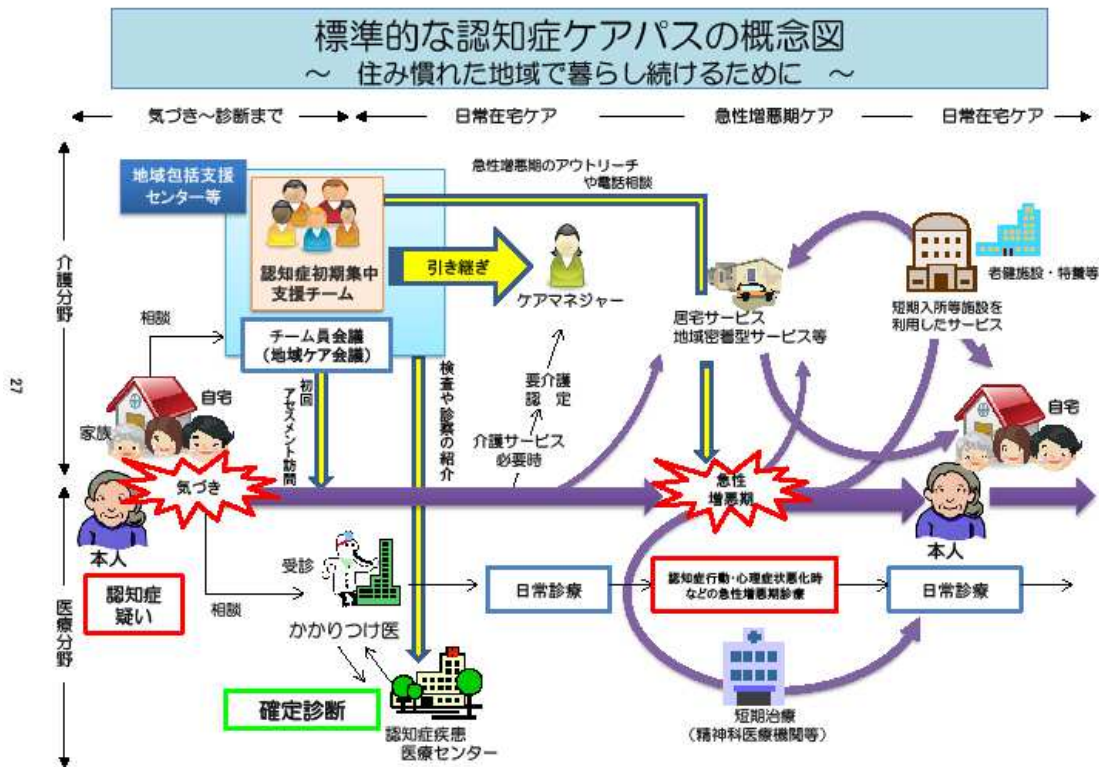 標準的な認知症ケアパスの概念図
～ 住み慣れた地域で暮らし続けるために ～
気づき～診断まで
日常在宅ケア
急性増悪期ケア
日常在宅ケア
介護分野
医療分野
地域包括支援
センター等
認知症初期集中
支援チーム
チーム員会議
(地域ケア会議)
急性増悪期のアウトリーチ
や電話相談
引き継ぎ
ケアマネジャー
居宅サービス
地域密着型サービス等
老健施設・特養等
短期入所等施設を
利用したサービス
相談
自宅
家族
気づき
本人
認知症
疑い
初回
アセスメント訪問
検査や診察の紹介
要介護
認定
介護サービス
必要時
急性
増悪期
自宅
本人
相談
受診
かかりつけ医
日常診療
認知症行動・心理症状悪化時
などの急性増悪期診療
日常診療
確定診断
認知症疾患
医療センター
短期治療
(精神科医療機関等)
27